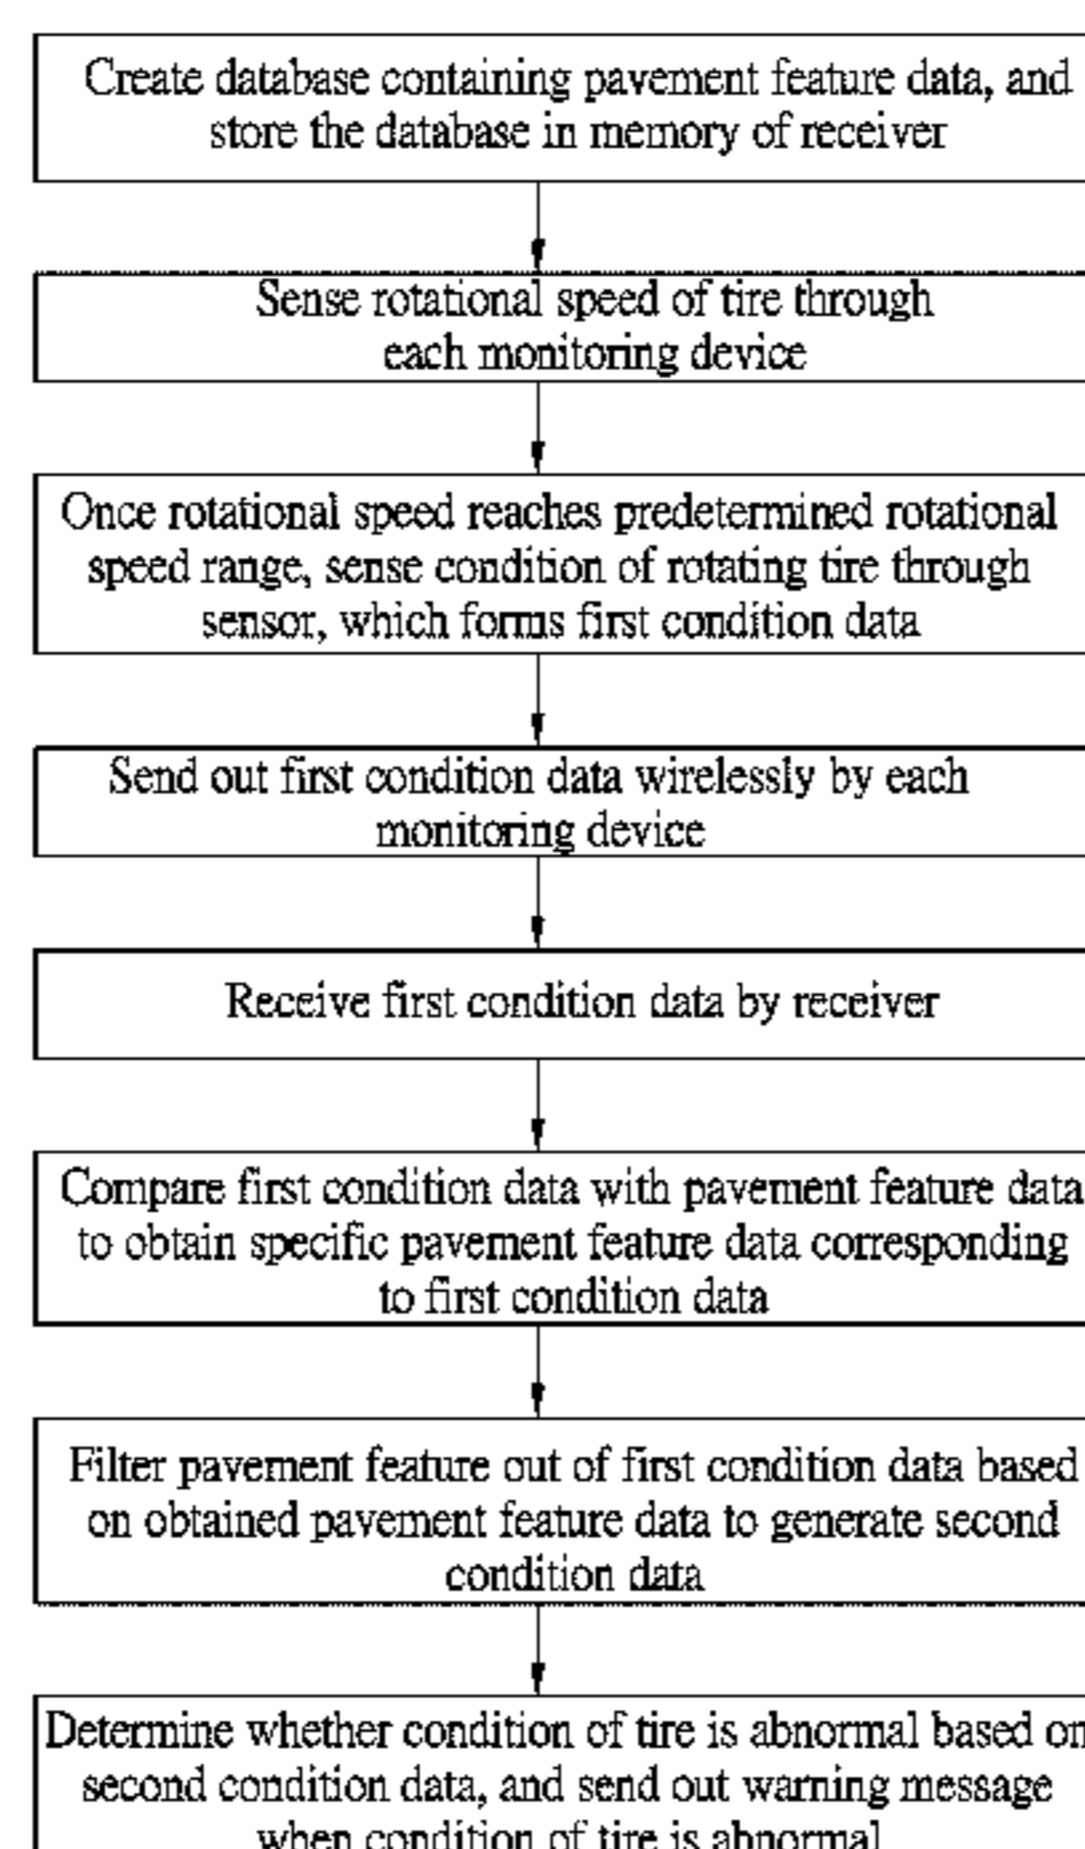 Create database containing pavement feature data, and
store the database in memory of receiver
Sense rotational speed of tire through
each monitoring device
Once rotational speed reaches predetermined rotational
speed range, sense condition of rotating tire through
sensor, which forms first condition data
Send out first condition data wirelessly by each
monitoring device
Receive first condition data by receiver
Compare first condition data with pavement feature data
to obtain specific pavement feature data corresponding
to first condition data
Filter pavement feature out of first condition data based
on obtained pavement feature data to generate second
condition data
Determine whether condition of tire is abnormal based on
second condition data, and send out warning message
when condition of tire is abnormal